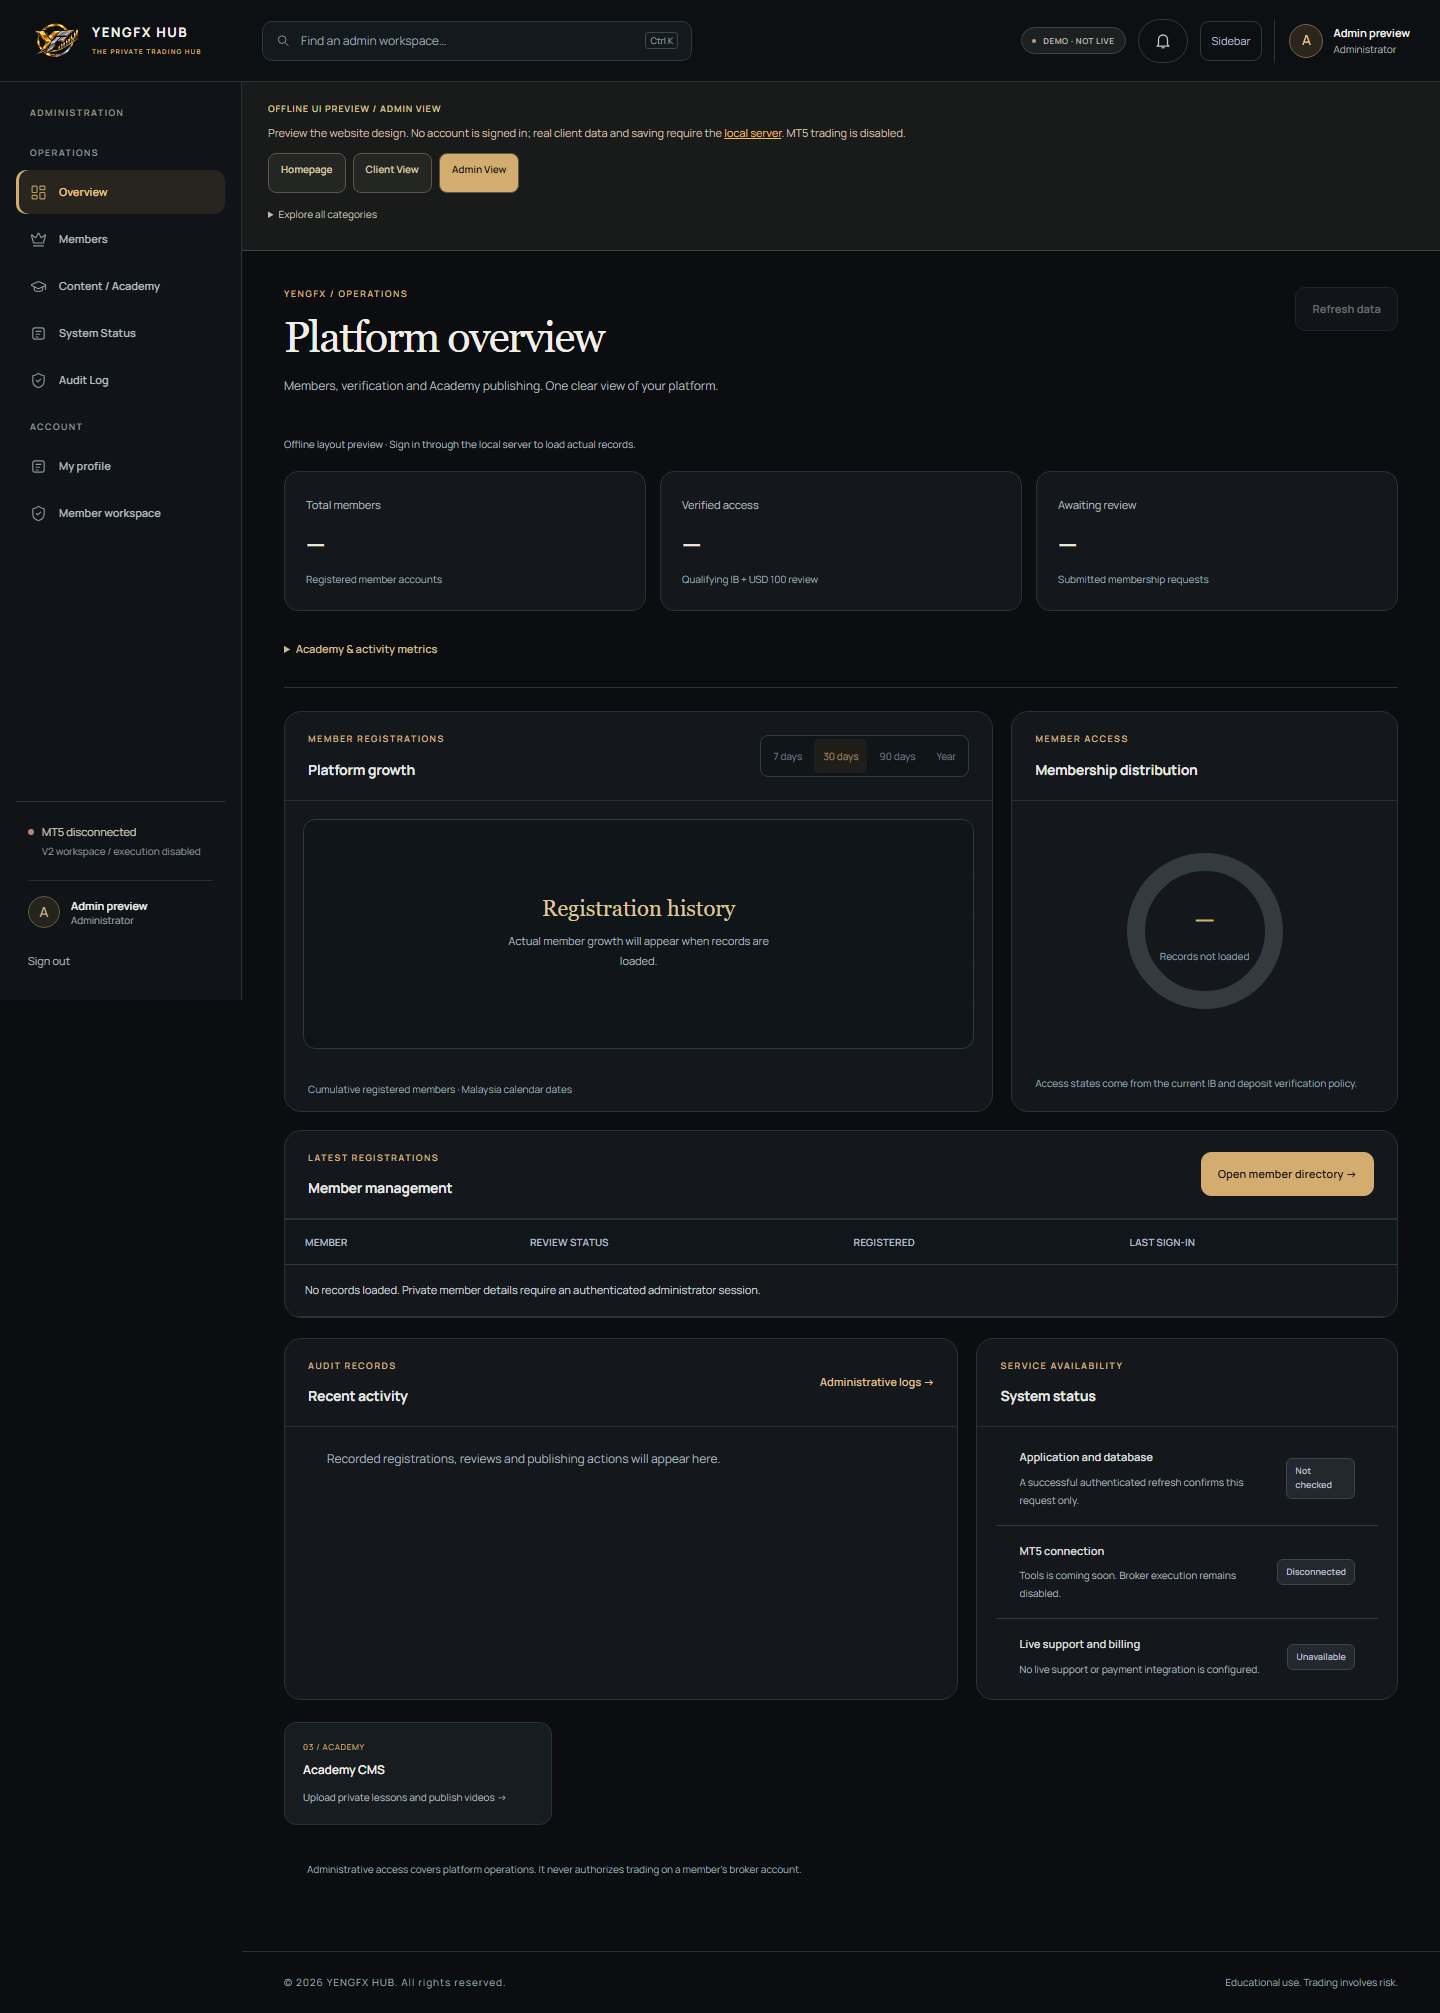 YENGFX HUB
THE PRIVATE TRADING HUB
Find an admin workspace...
Ctrl K
DEMO · NOT LIVE
Sidebar
A
Admin preview
Administrator
ADMINISTRATION
OPERATIONS
Overview
Members
Content / Academy
System Status
Audit Log
ACCOUNT
My profile
Member workspace
MT5 disconnected
V2 workspace / execution disabled
A
Admin preview
Administrator
Sign out
OFFLINE UI PREVIEW / ADMIN VIEW
Preview the website design. No account is signed in; real client data and saving require the local server. MT5 trading is disabled.
Homepage
Client View
Admin View
Explore all categories
YENGFX / OPERATIONS
Platform overview
Refresh data
Members, verification and Academy publishing. One clear view of your platform.
Offline layout preview · Sign in through the local server to load actual records.
Total members
—
Registered member accounts
Verified access
—
Qualifying IB + USD 100 review
Awaiting review
—
Submitted membership requests
Academy & activity metrics
MEMBER REGISTRATIONS
Platform growth
7 days
30 days
90 days
Year
Registration history
Actual member growth will appear when records are
loaded.
Cumulative registered members · Malaysia calendar dates
MEMBER ACCESS
Membership distribution
—
Records not loaded
Access states come from the current IB and deposit verification policy.
LATEST REGISTRATIONS
Member management
Open member directory →
MEMBER
REVIEW STATUS
REGISTERED
LAST SIGN-IN
No records loaded. Private member details require an authenticated administrator session.
AUDIT RECORDS
Recent activity
Administrative logs →
Recorded registrations, reviews and publishing actions will appear here.
SERVICE AVAILABILITY
System status
Application and database
A successful authenticated refresh confirms this
request only.
Not
checked
MT5 connection
Tools is coming soon. Broker execution remains
disabled.
Disconnected
Live support and billing
No live support or payment integration is configured.
Unavailable
03 / ACADEMY
Academy CMS
Upload private lessons and publish videos →
Administrative access covers platform operations. It never authorizes trading on a member's broker account.
© 2026 YENGFX HUB. All rights reserved.
Educational use. Trading involves risk.